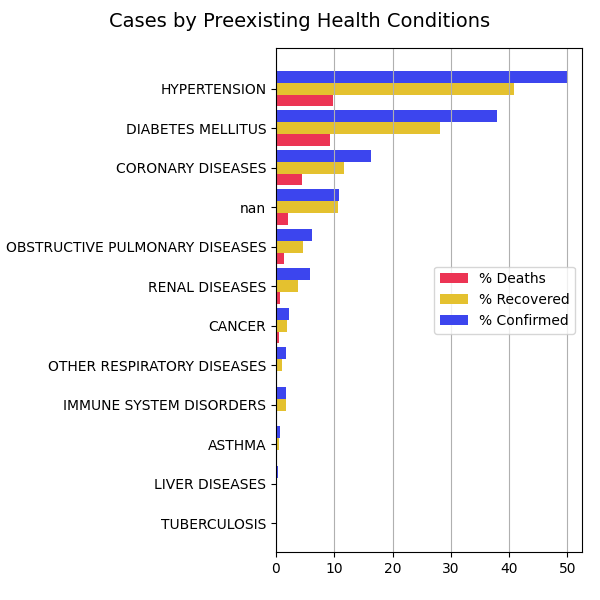 Cases by Preexisting Health Conditions
HYPERTENSION
DIABETES MELLITUS
CORONARY DISEASES
nan
OBSTRUCTIVE PULMONARY DISEASES
RENAL DISEASES
CANCER
OTHER RESPIRATORY DISEASES
IMMUNE SYSTEM DISORDERS
ASTHMA
LIVER DISEASES
TUBERCULOSIS
% Deaths
% Recovered
% Confirmed
0 10 20 30 40 50